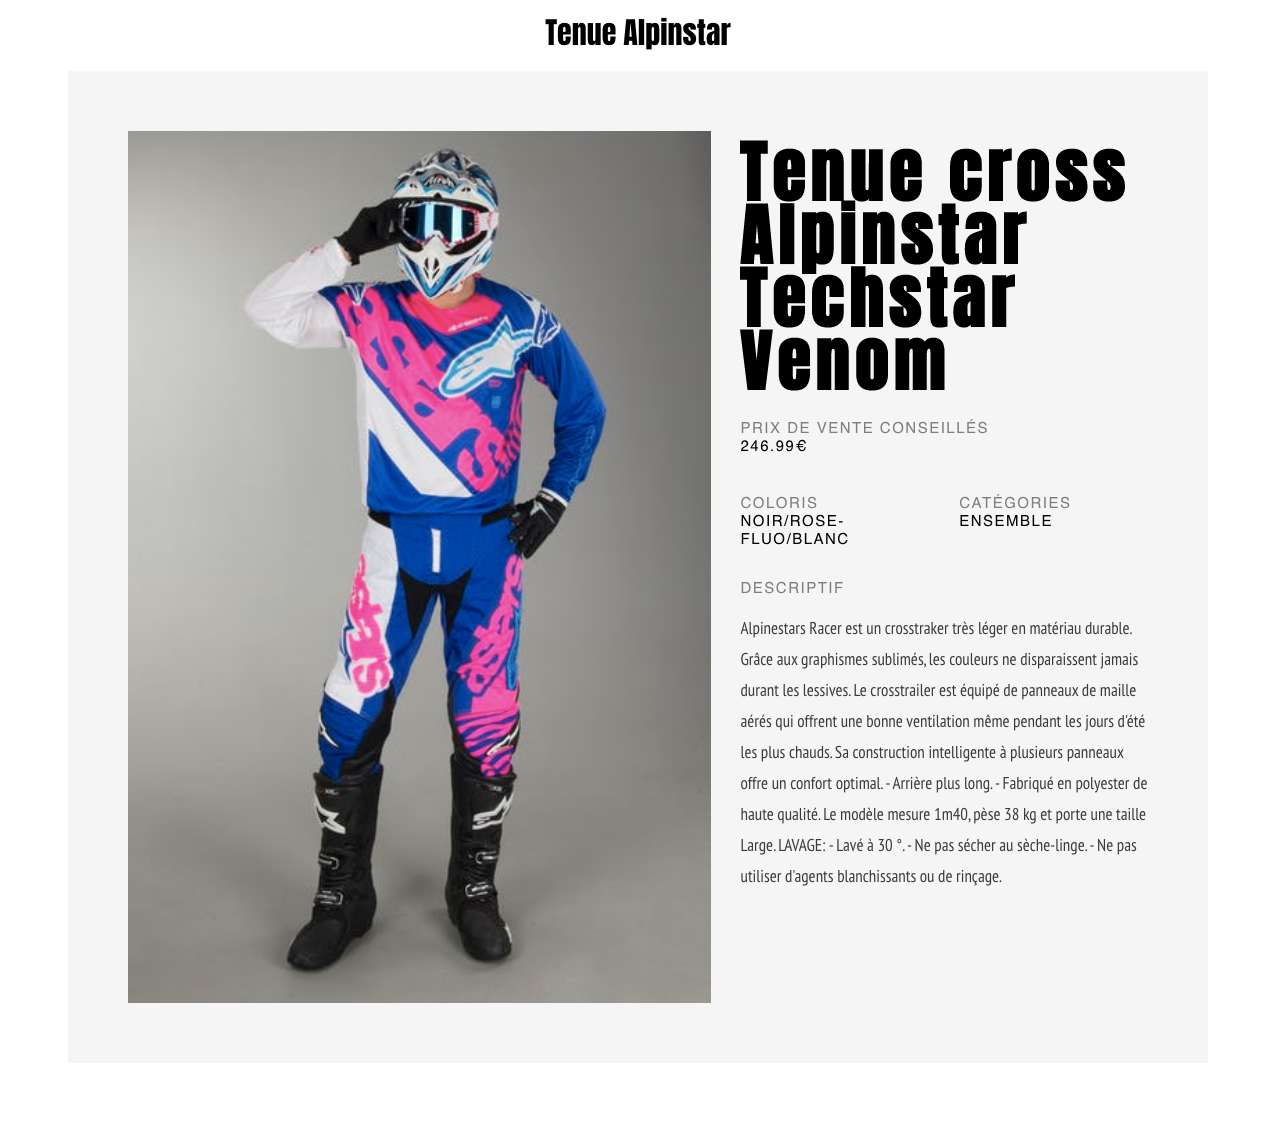 Tenue Alpinstar
Tenue cross
Alpinstar
Techstar
Venom
PRIX DE VENTE CONSEILLÉS
246.99€
COLORIS
NOIR/ROSE-
FLUO/BLANC
CATÉGORIES
ENSEMBLE
DESCRIPTIF
Alpinestars Racer est un crosstraker très léger en matériau durable.
Grâce aux graphismes sublimés, les couleurs ne disparaissent jamais
durant les lessives. Le crosstrailer est équipé de panneaux de maille
aérés qui offrent une bonne ventilation même pendant les jours d'été
les plus chauds. Sa construction intelligente à plusieurs panneaux
offre un confort optimal. - Arrière plus long. - Fabriqué en polyester de
haute qualité. Le modèle mesure 1m40, pèse 38 kg et porte une taille
Large. LAVAGE: - Lavé à 30 °. - Ne pas sécher au sèche-linge. - Ne pas
utiliser d'agents blanchissants ou de rinçage.